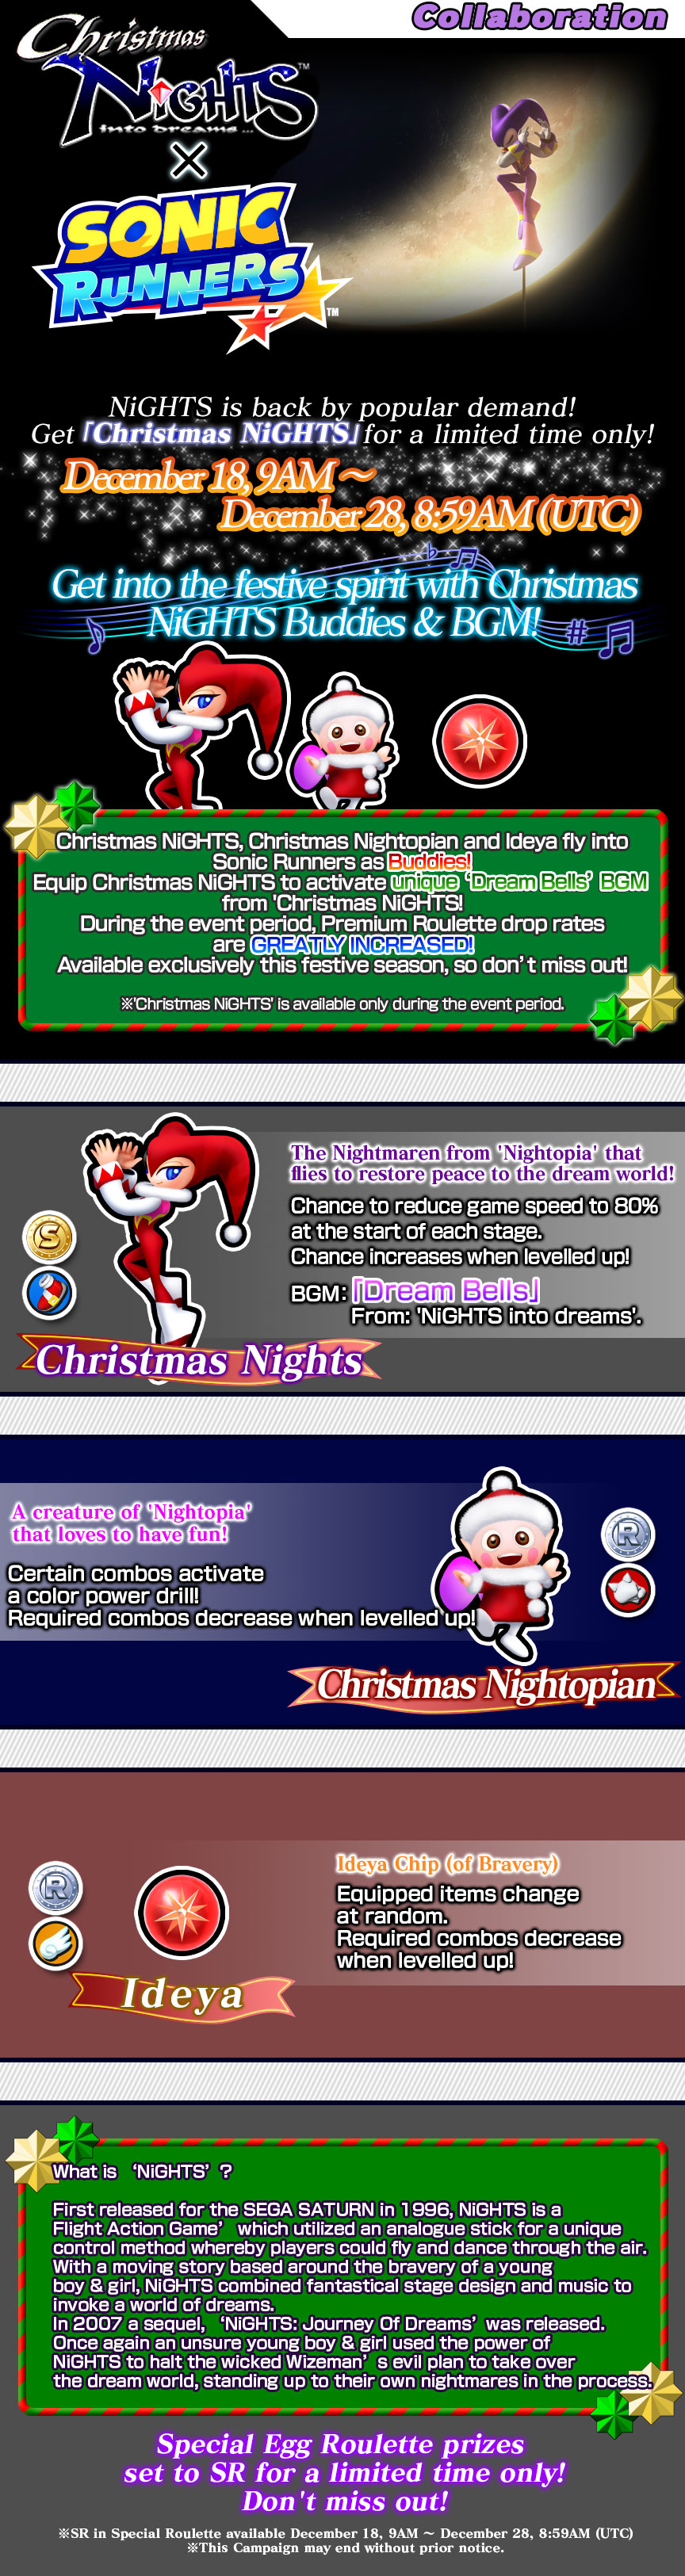 Collaboration
Christmas
NiGHTS™
into dreams...
×
SONIC
RUNNERS
TM
NiGHTS is back by popular demand!
Get「Christmas NiGHTS」for a limited time only!
December 18, 9AM ～
December 28, 8:59AM (UTC)
Get into the festive spirit with Christmas
NiGHTS Buddies & BGM!
Christmas NiGHTS, Christmas Nightopian and Ideya fly into
Sonic Runners as Buddies!
Equip Christmas NiGHTS to activate unique ‘Dream Bells’ BGM
from 'Christmas NiGHTS!
During the event period, Premium Roulette drop rates
are GREATLY INCREASED!
Available exclusively this festive season, so don’t miss out!
※'Christmas NiGHTS' is available only during the event period.
The Nightmaren from 'Nightopia' that
flies to restore peace to the dream world!
Chance to reduce game speed to 80%
at the start of each stage.
Chance increases when levelled up!
S
BGM:「Dream Bells」
From: 'NiGHTS into dreams'.
Christmas Nights
A creature of 'Nightopia'
that loves to have fun!
R
Certain combos activate
a color power drill!
Required combos decrease when levelled up!
Christmas Nightopian
Ideya Chip (of Bravery)
R
Equipped items change
at random.
Required combos decrease
when levelled up!
Ideya
What is ‘NiGHTS’?
First released for the SEGA SATURN in 1996, NiGHTS is a
Flight Action Game’ which utilized an analogue stick for a unique
control method whereby players could fly and dance through the air.
With a moving story based around the bravery of a young
boy & girl, NiGHTS combined fantastical stage design and music to
invoke a world of dreams.
In 2007 a sequel, ‘NiGHTS: Journey Of Dreams’ was released.
Once again an unsure young boy & girl used the power of
NiGHTS to halt the wicked Wizeman’s evil plan to take over
the dream world, standing up to their own nightmares in the process.
Special Egg Roulette prizes
set to SR for a limited time only!
Don't miss out!
※SR in Special Roulette available December 18, 9AM ～ December 28, 8:59AM (UTC)
※This Campaign may end without prior notice.